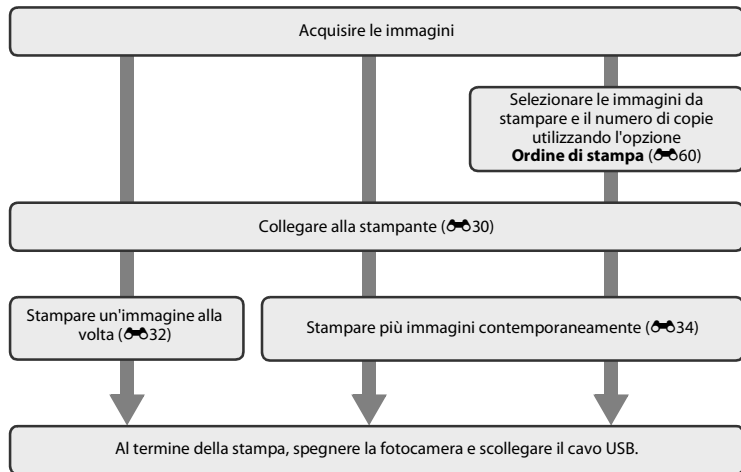 Acquisire le immagini
Selezionare le immagini da
stampare e il numero di copie
utilizzando l'opzione
Ordine di stampa (60)
Collegare alla stampante (30)
Stampare un'immagine alla
volta (32)
Stampare più immagini contemporaneamente (34)
Al termine della stampa, spegnere la fotocamera e scollegare il cavo USB.